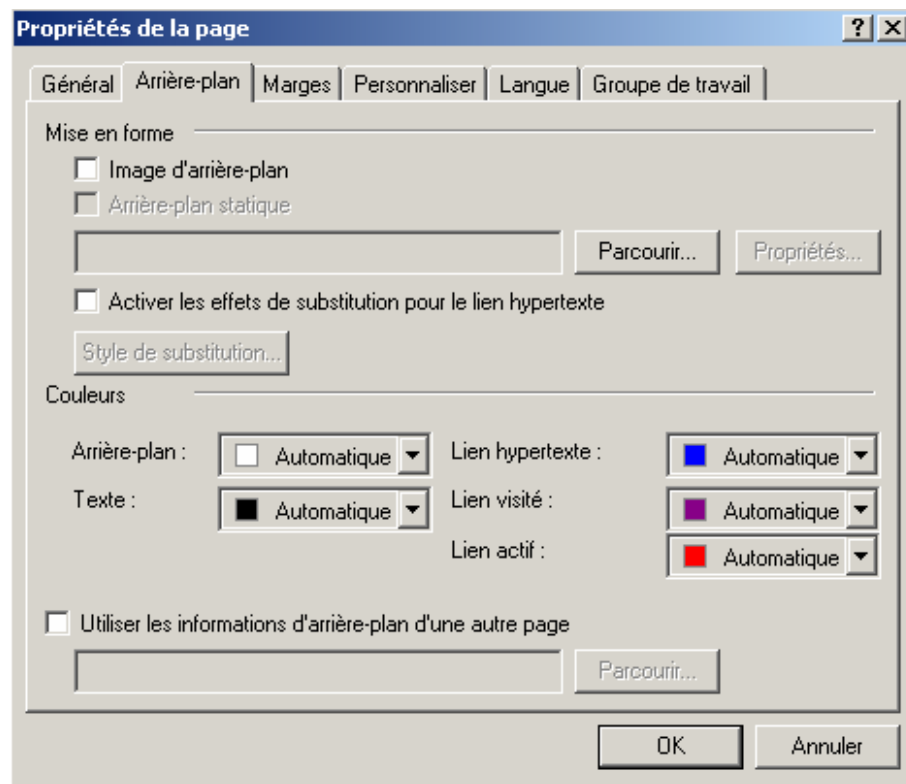 Propriétés de la page
Général Arrière-plan Marges Personnaliser Langue Groupe de travail
Mise en forme
Image d'arrière-plan
Arrière-plan statique
Parcourir... Propriétés...
Activer les effets de substitution pour le lien hypertexte
Style de substitution...
Couleurs
Arrière-plan : Automatique Lien hypertexte : Automatique
Texte : Automatique Lien visité : Automatique
Lien actif : Automatique
Utiliser les informations d'arrière-plan d'une autre page
Parcourir...
OK Annuler